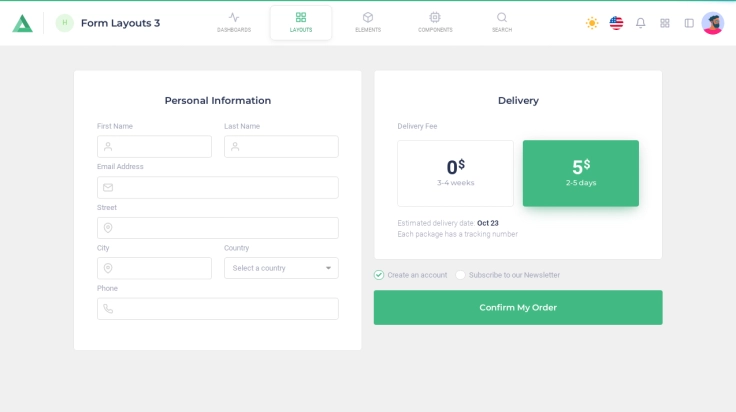 H
Form Layouts 3
DASHBOARDS
LAYOUTS
ELEMENTS
COMPONENTS
SEARCH
Personal Information
First Name
Last Name
Email Address
Street
City
Country
Select a country
Phone
Delivery
Delivery Fee
0$
3-4 weeks
5$
2-5 days
Estimated delivery date: Oct 23
Each package has a tracking number
Create an account
Subscribe to our Newsletter
Confirm My Order